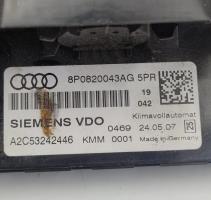 8P0820043AG 5PR
19
042
SIEMENS VDO
Klimavollautomat
0469 24.05.07
A2C53242446 KMM 0001 Made in Germany